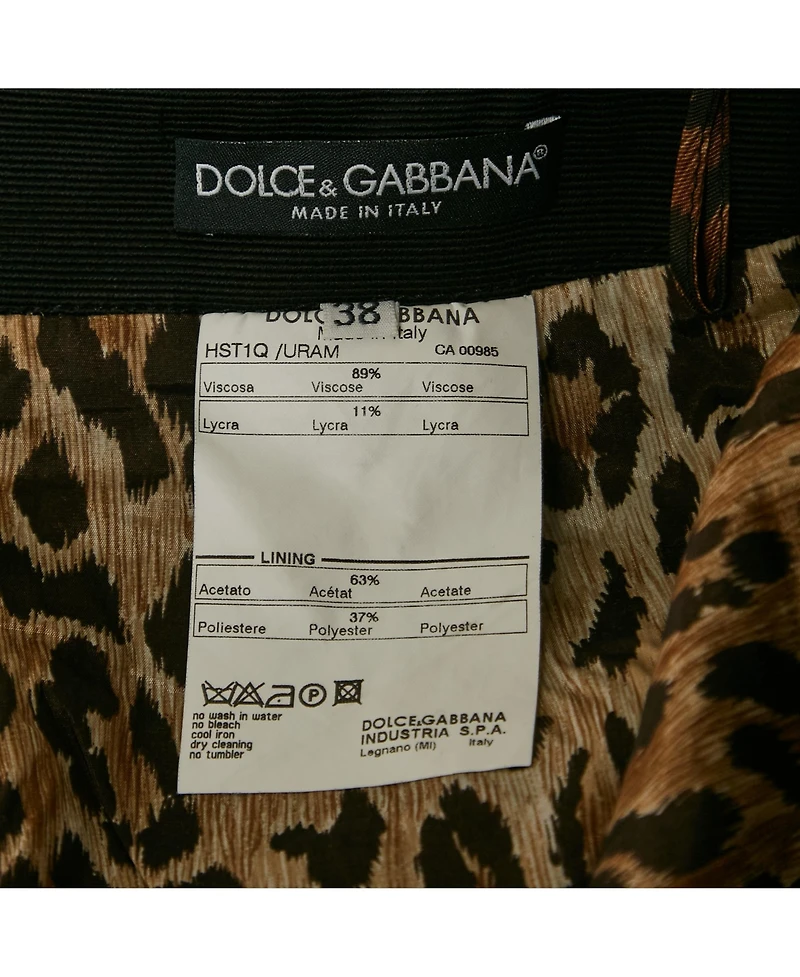 DOLCE & GABBANA®
MADE IN ITALY
38
BBANA
HST1Q /URAM CA 00985
89%
Viscosa Viscose Viscose
11%
Lycra Lycra Lycra
LINING
63%
Acetato Acétat Acetate
37%
Poliestere Polyester Polyester
P
no wash in water
no bleach
cool iron
dry cleaning
no tumbler
DOLCE&GABBANA
INDUSTRIA S.P.A.
Legnano (MI) Italy